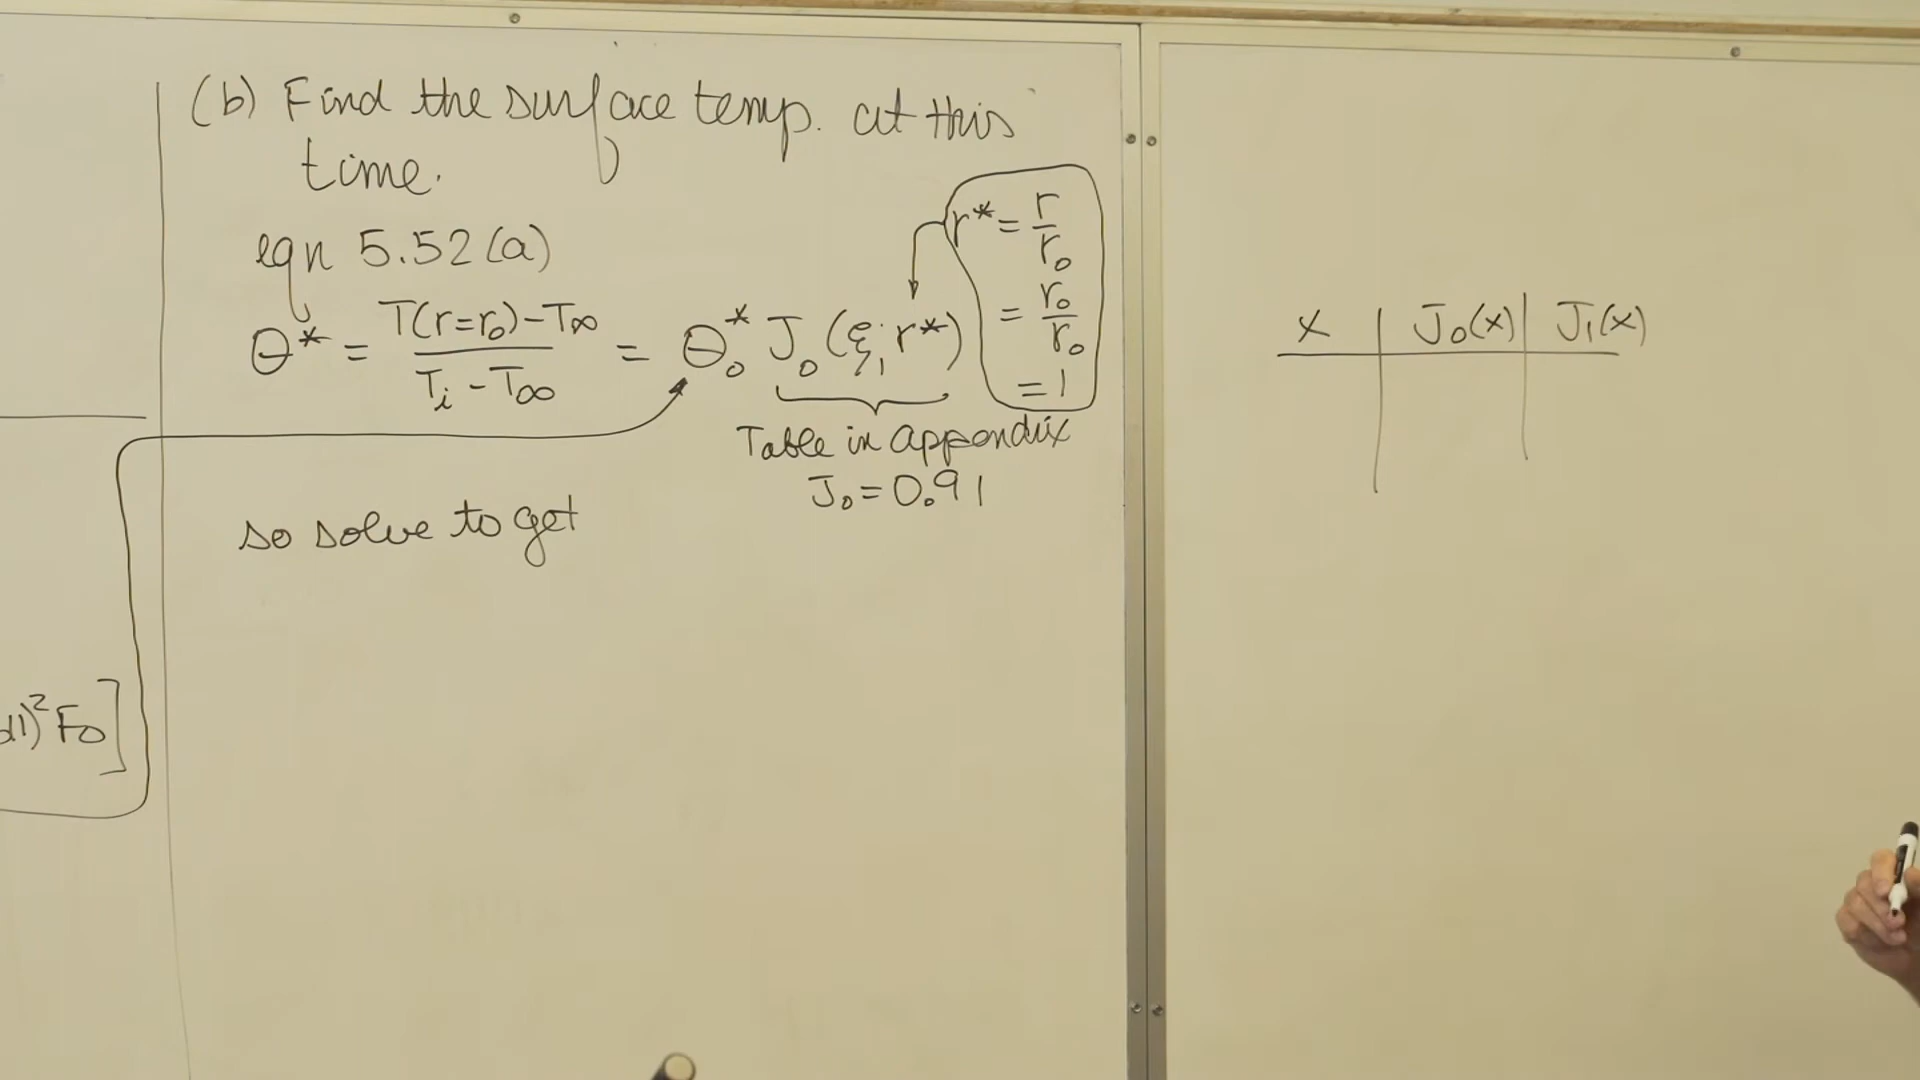 (b) Find the surface temp. at this
time.
eqn 5.52(a)
θ* = T(r=r₀)-T∞ / Tᵢ - T∞ = θ₀* J₀(ξ₁r*)
r* = r/r₀
= r₀/r₀
= 1
Table in appendix
J₀ = 0.91
so solve to get
)² Fo]
x | J₀(x) | J₁(x)